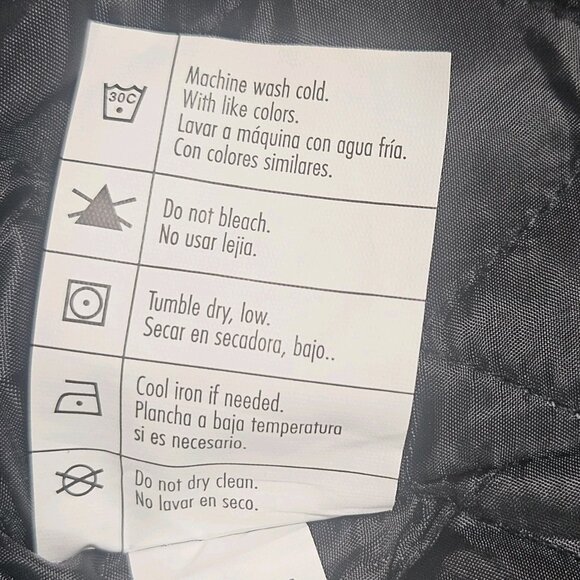 30C
Machine wash cold.
With like colors.
Lavar a máquina con agua fría.
Con colores similares.
Do not bleach.
No usar lejia.
Tumble dry, low.
Secar en secadora, bajo..
Cool iron if needed.
Plancha a baja temperatura
si es necesario.
Do not dry clean.
No lavar en seco.